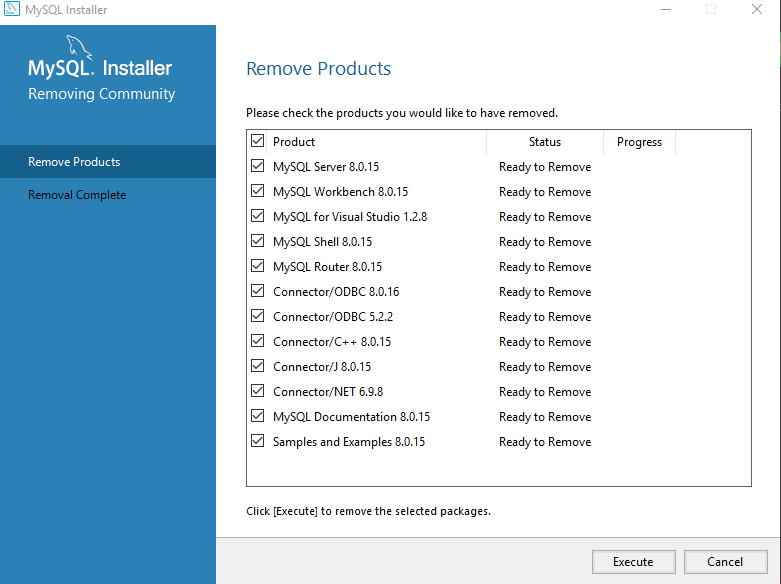 MySQL Installer
MySQL. Installer
Removing Community
Remove Products
Removal Complete
Remove Products
Please check the products you would like to have removed.
Product Status Progress
MySQL Server 8.0.15 Ready to Remove
MySQL Workbench 8.0.15 Ready to Remove
MySQL for Visual Studio 1.2.8 Ready to Remove
MySQL Shell 8.0.15 Ready to Remove
MySQL Router 8.0.15 Ready to Remove
Connector/ODBC 8.0.16 Ready to Remove
Connector/ODBC 5.2.2 Ready to Remove
Connector/C++ 8.0.15 Ready to Remove
Connector/J 8.0.15 Ready to Remove
Connector/NET 6.9.8 Ready to Remove
MySQL Documentation 8.0.15 Ready to Remove
Samples and Examples 8.0.15 Ready to Remove
Click [Execute] to remove the selected packages.
Execute Cancel